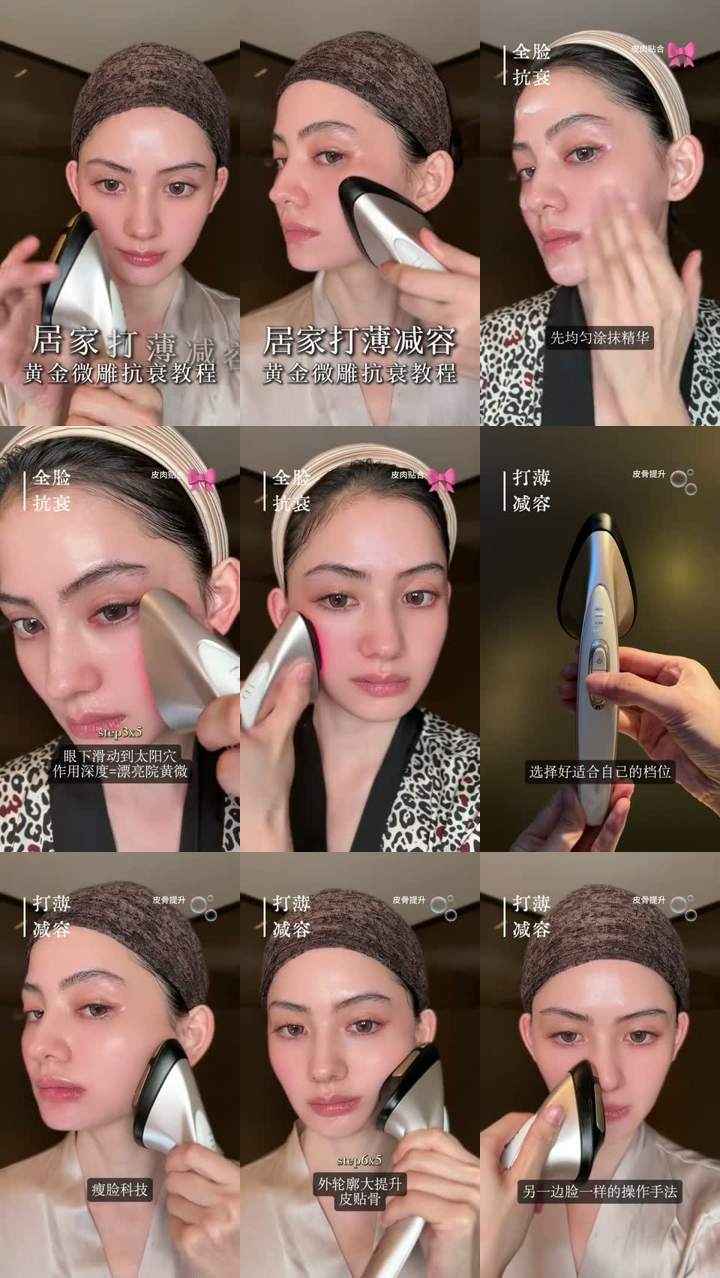 居家打薄减容
黄金微雕抗衰教程
居家打薄减容
黄金微雕抗衰教程
全脸
抗衰
皮肉贴合
先均匀涂抹精华
全脸
抗衰
皮肉贴合
step3x5
眼下滑动到太阳穴
作用深度=漂亮院黄微
全脸
抗衰
皮肉贴合
打薄
减容
皮骨提升
选择好适合自己的档位
打薄
减容
皮骨提升
瘦脸科技
打薄
减容
皮骨提升
step6x5
外轮廓大提升
皮贴骨
打薄
减容
皮骨提升
另一边脸一样的操作手法